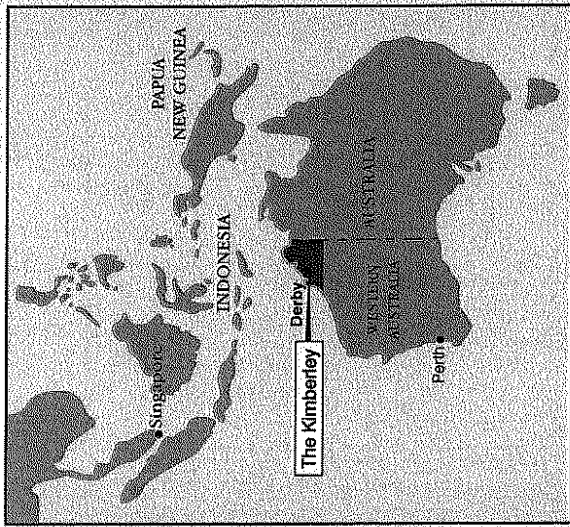 PAPUA
NEW GUINEA
INDONESIA
Singapore
Derby
The Kimberley
WESTERN
AUSTRALIA
AUSTRALIA
Perth